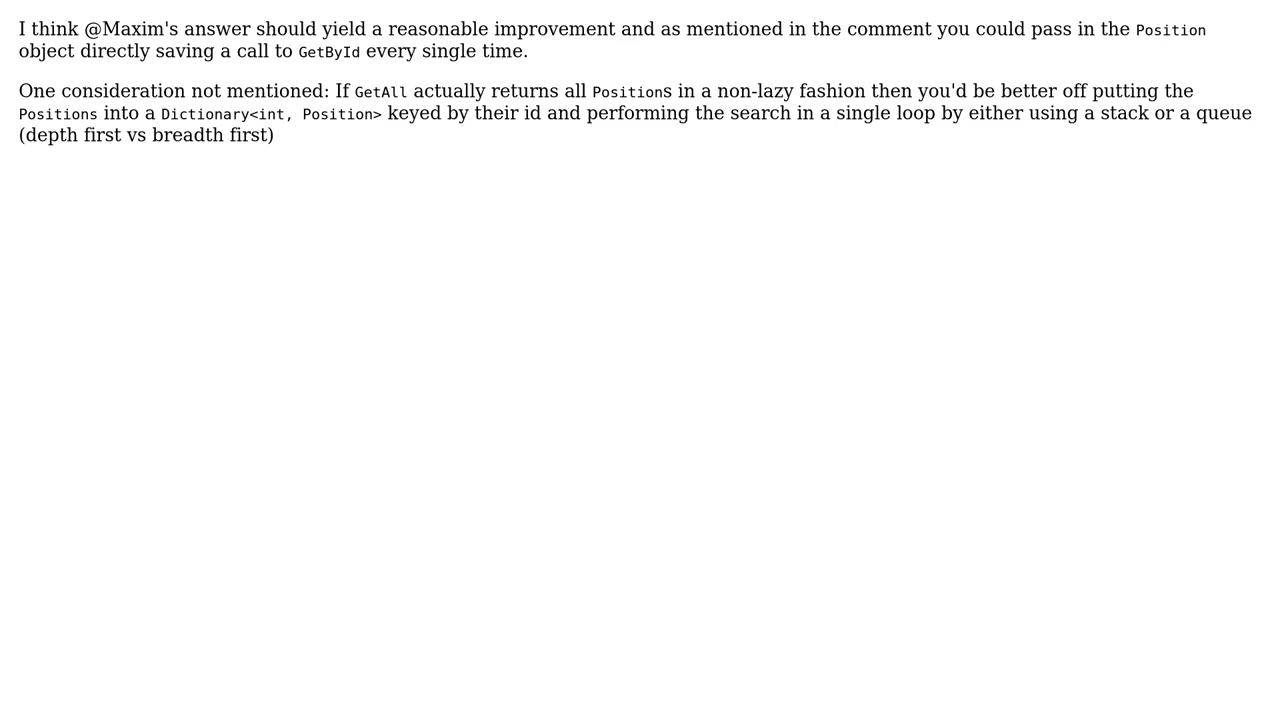 I think @Maxim's answer should yield a reasonable improvement and as mentioned in the comment you could pass in the Position
object directly saving a call to GetById every single time.
One consideration not mentioned: If GetAll actually returns all Positions in a non-lazy fashion then you'd be better off putting the
Positions into a Dictionary<int, Position> keyed by their id and performing the search in a single loop by either using a stack or a queue
(depth first vs breadth first)